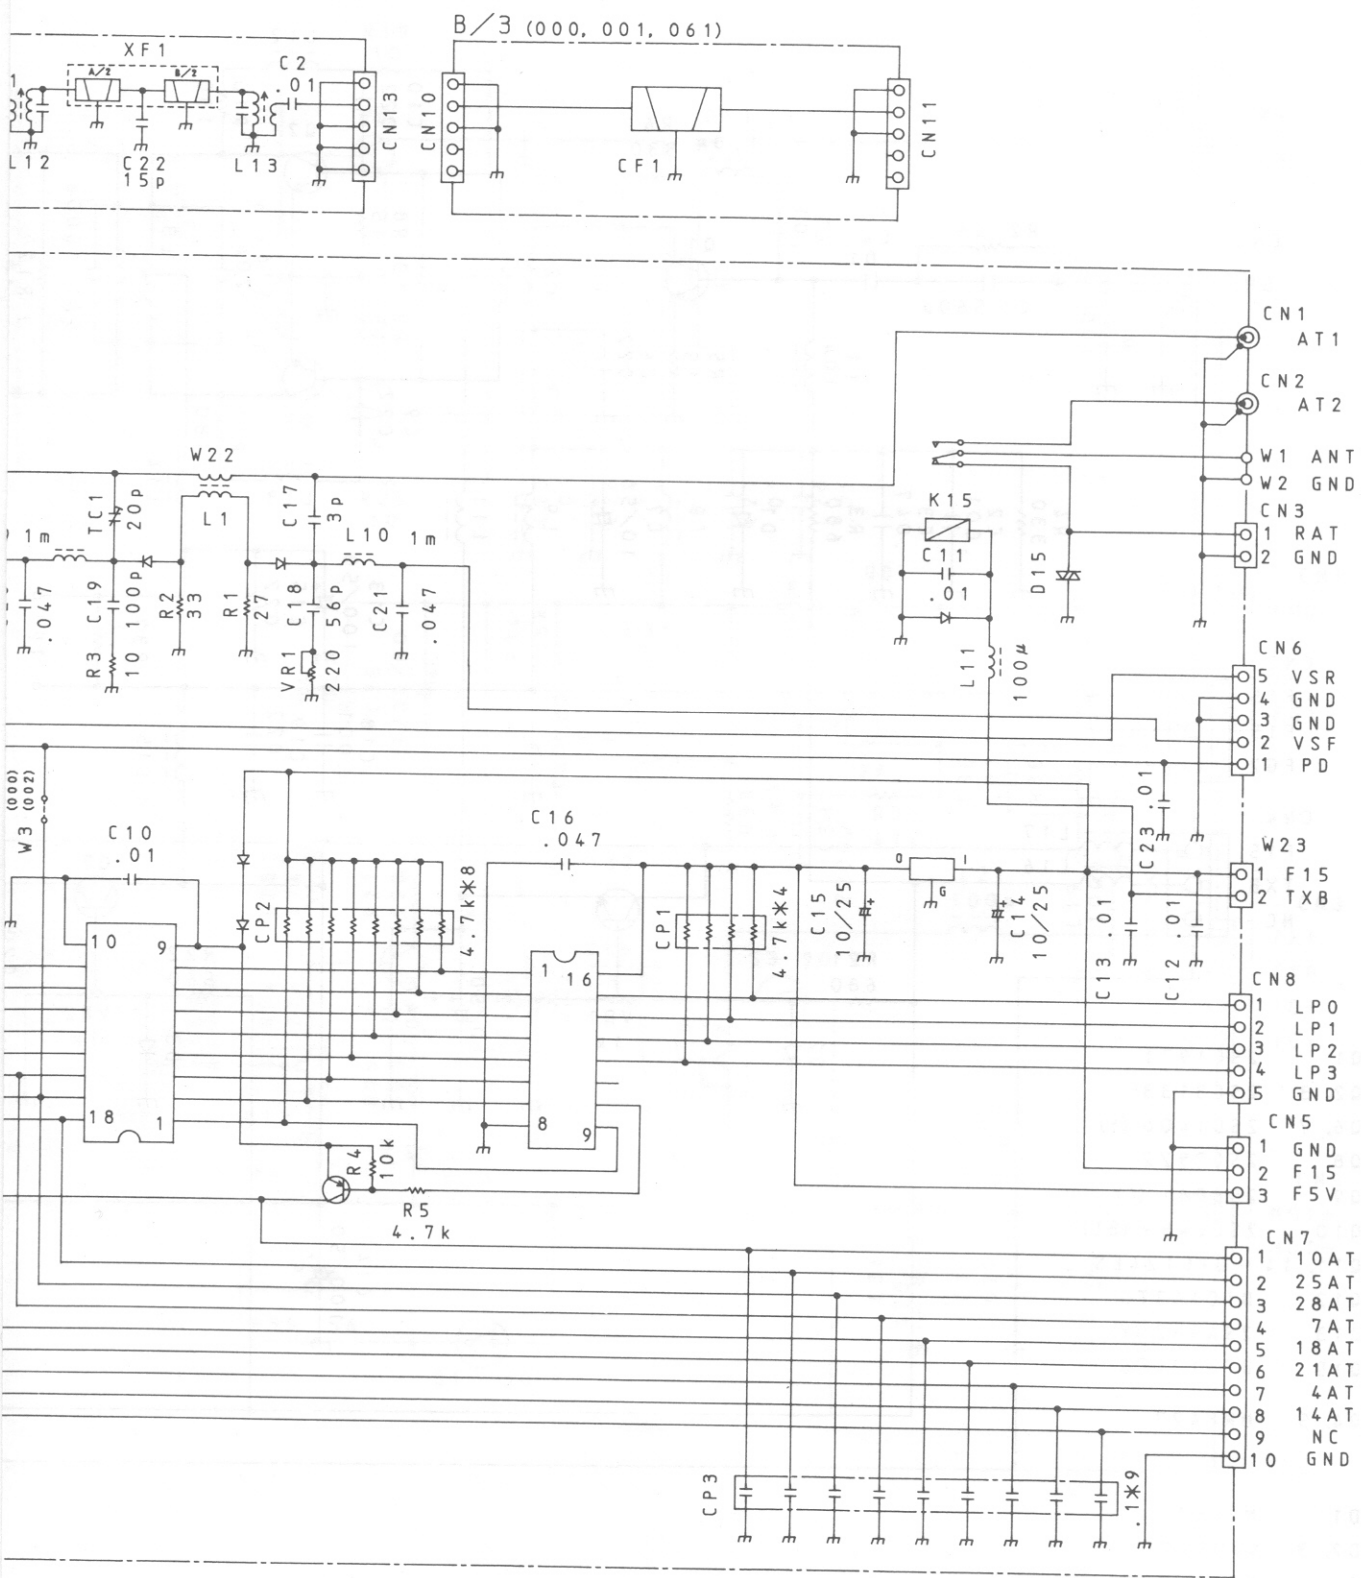 B/3 (000, 001, 061)
XF1
A/2
B/2
C2
.01
CN13
L12
C22
15p
L13
CN10
CF1
CN11
CN1
AT1
CN2
AT2
W1 ANT
W2 GND
CN3
1 RAT
2 GND
W22
TC1
20p
L1
C17
3p
L10 1m
1m
K15
C11
.01
D15
.047
C19
100p
R2
33
R1
27
C18
56p
C21
.047
R3
10
VR1
220
L11
100μ
CN6
5 VSR
4 GND
3 GND
2 VSF
1 PD
W3 (000)
(002)
C10
.01
C16
.047
C23 .01
W23
1 F15
2 TXB
O
I
G
10
9
18
1
CP2
4.7k*8
1
16
8
9
CP1
4.7k*4
C15
10/25
C14
10/25
C13 .01
C12 .01
CN8
1 LP0
2 LP1
3 LP2
4 LP3
5 GND
CN5
1 GND
2 F15
3 F5V
R4
10k
R5
4.7k
CN7
1 10AT
2 25AT
3 28AT
4 7AT
5 18AT
6 21AT
7 4AT
8 14AT
9 NC
10 GND
CP3
.1*9